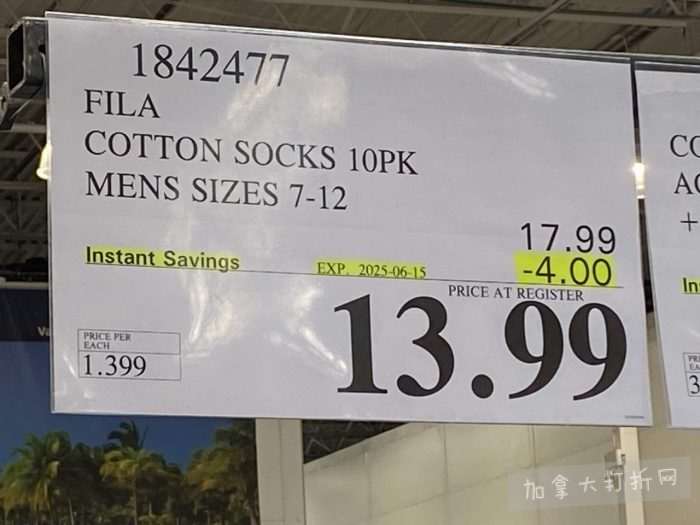 1842477
FILA
COTTON SOCKS 10PK
MENS SIZES 7-12
17.99
Instant Savings EXP. 2025-06-15 -4.00
PRICE AT REGISTER
13.99
PRICE PER
EACH
1.399
加拿大打折网